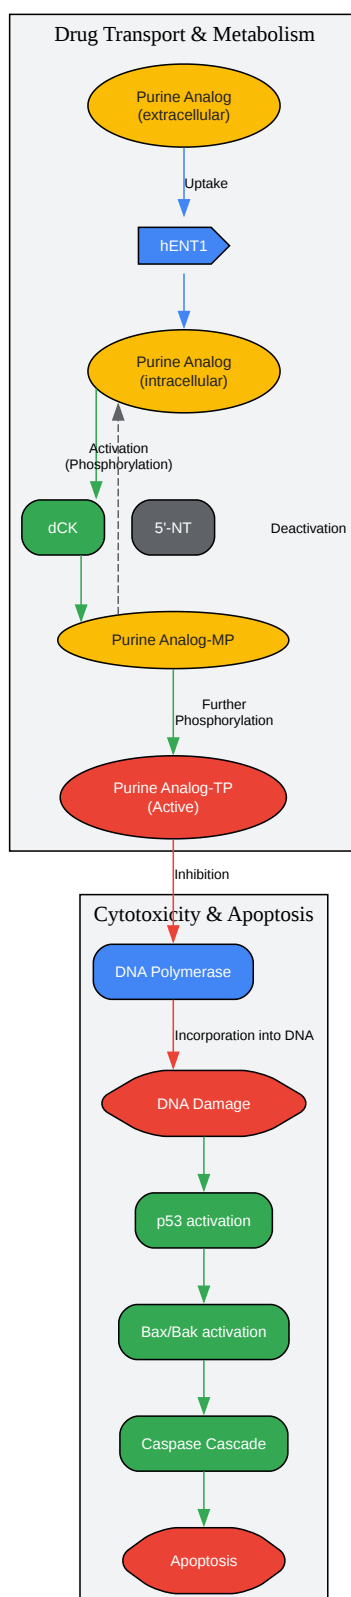 Drug Transport & Metabolism
Purine Analog
(extracellular)
Uptake
hENT1
Purine Analog
(intracellular)
Activation
(Phosphorylation)
dCK
5'-NT
Deactivation
Purine Analog-MP
Further
Phosphorylation
Purine Analog-TP
(Active)
Inhibition
Cytotoxicity & Apoptosis
DNA Polymerase
Incorporation into DNA
DNA Damage
p53 activation
Bax/Bak activation
Caspase Cascade
Apoptosis